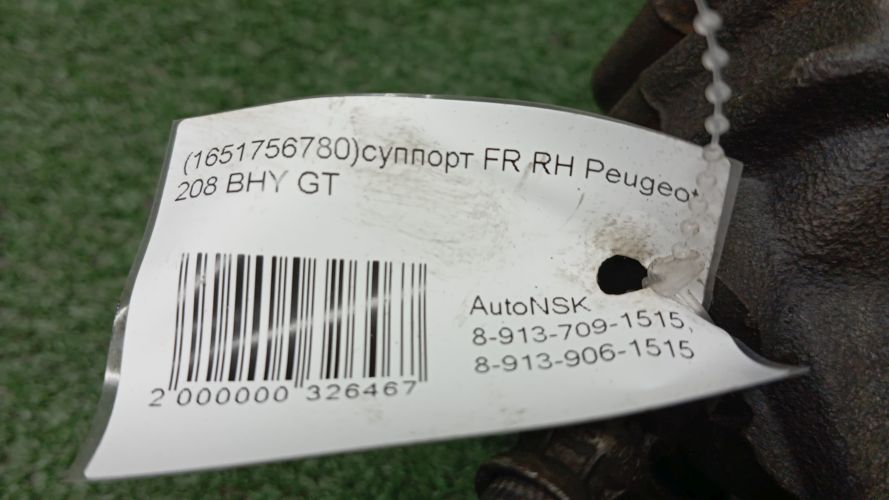 (1651756780)суппорт FR RH Peugeot
208 BHY GT
AutoNSK
8-913-709-1515,
8-913-906-1515
2 000000 326467